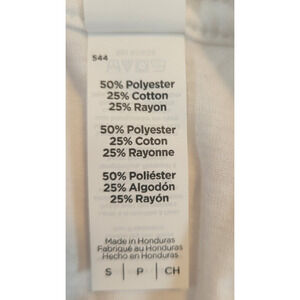 544
50% Polyester
25% Cotton
25% Rayon
50% Polyester
25% Coton
25% Rayonne
50% Poliéster
25% Algodón
25% Rayón
Made in Honduras
Fabriqué au Honduras
Hecho en Honduras
S | P | CH